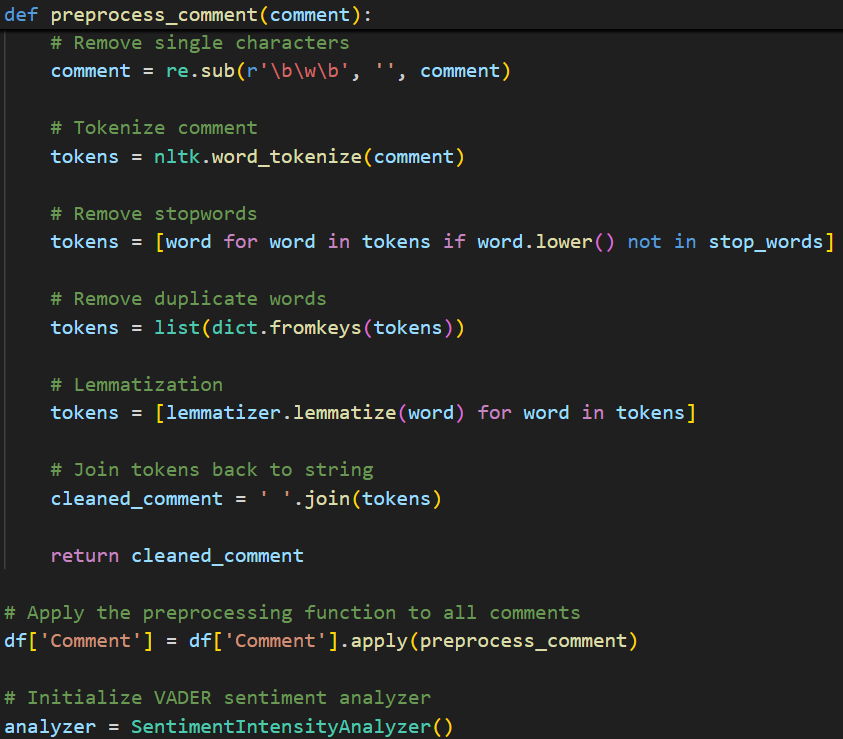 def preprocess_comment(comment):
    # Remove single characters
    comment = re.sub(r'\b\w\b', '', comment)

    # Tokenize comment
    tokens = nltk.word_tokenize(comment)

    # Remove stopwords
    tokens = [word for word in tokens if word.lower() not in stop_words]

    # Remove duplicate words
    tokens = list(dict.fromkeys(tokens))

    # Lemmatization
    tokens = [lemmatizer.lemmatize(word) for word in tokens]

    # Join tokens back to string
    cleaned_comment = ' '.join(tokens)

    return cleaned_comment

# Apply the preprocessing function to all comments
df['Comment'] = df['Comment'].apply(preprocess_comment)

# Initialize VADER sentiment analyzer
analyzer = SentimentIntensityAnalyzer()